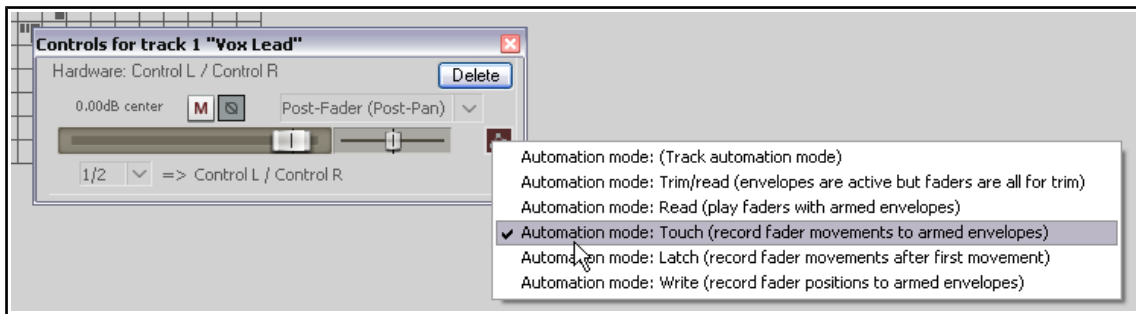 Controls for track 1 "Vox Lead"
Hardware: Control L / Control R
Delete
0.00dB center M Post-Fader (Post-Pan)
1/2 => Control L / Control R
Automation mode: (Track automation mode)
Automation mode: Trim/read (envelopes are active but faders are all for trim)
Automation mode: Read (play faders with armed envelopes)
Automation mode: Touch (record fader movements to armed envelopes)
Automation mode: Latch (record fader movements after first movement)
Automation mode: Write (record fader positions to armed envelopes)